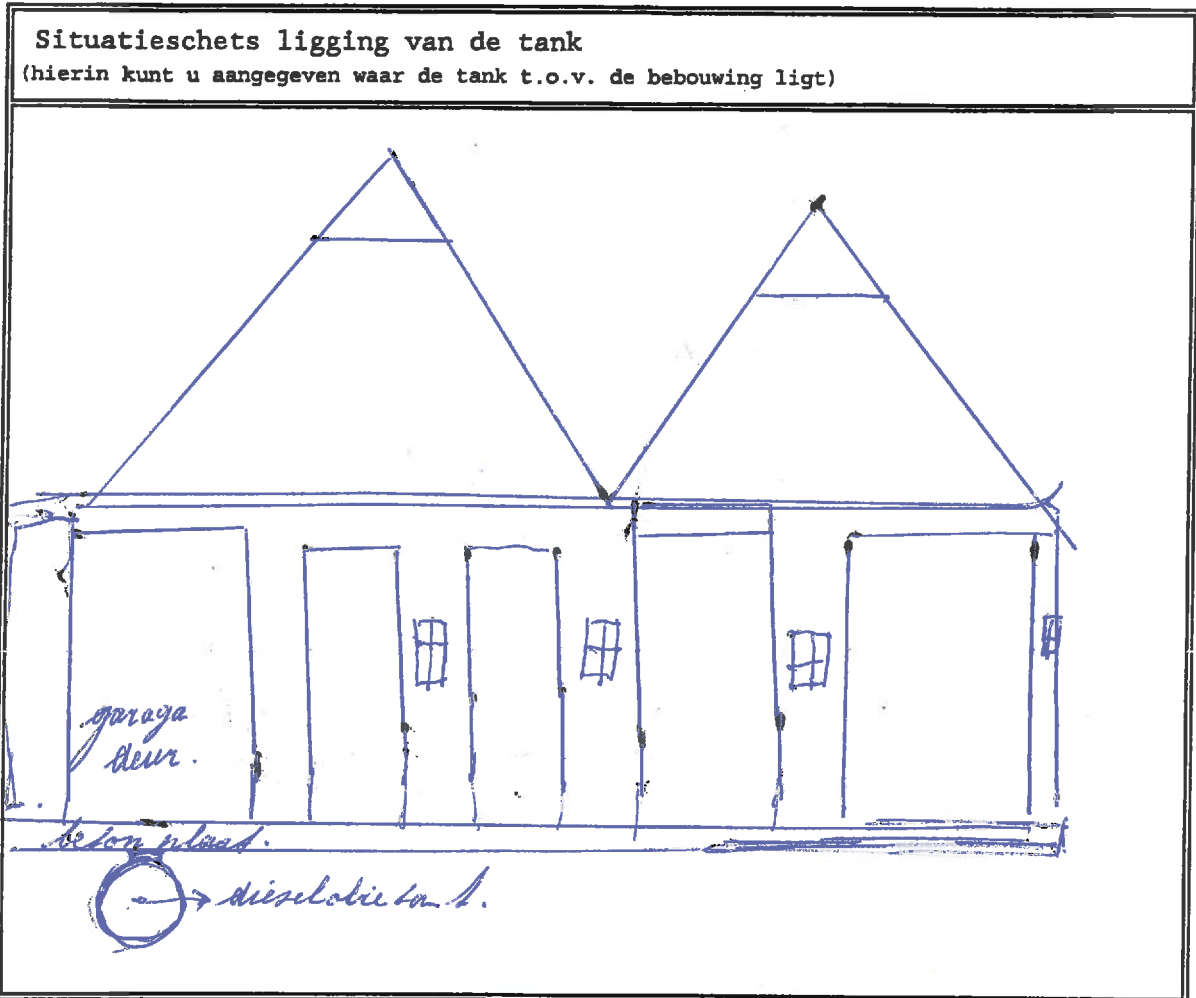 Situatieschets ligging van de tank
(hierin kunt u aangegeven waar de tank t.o.v. de bebouwing ligt)
garaga
deur.
beton plaat.
dieselolie tank.